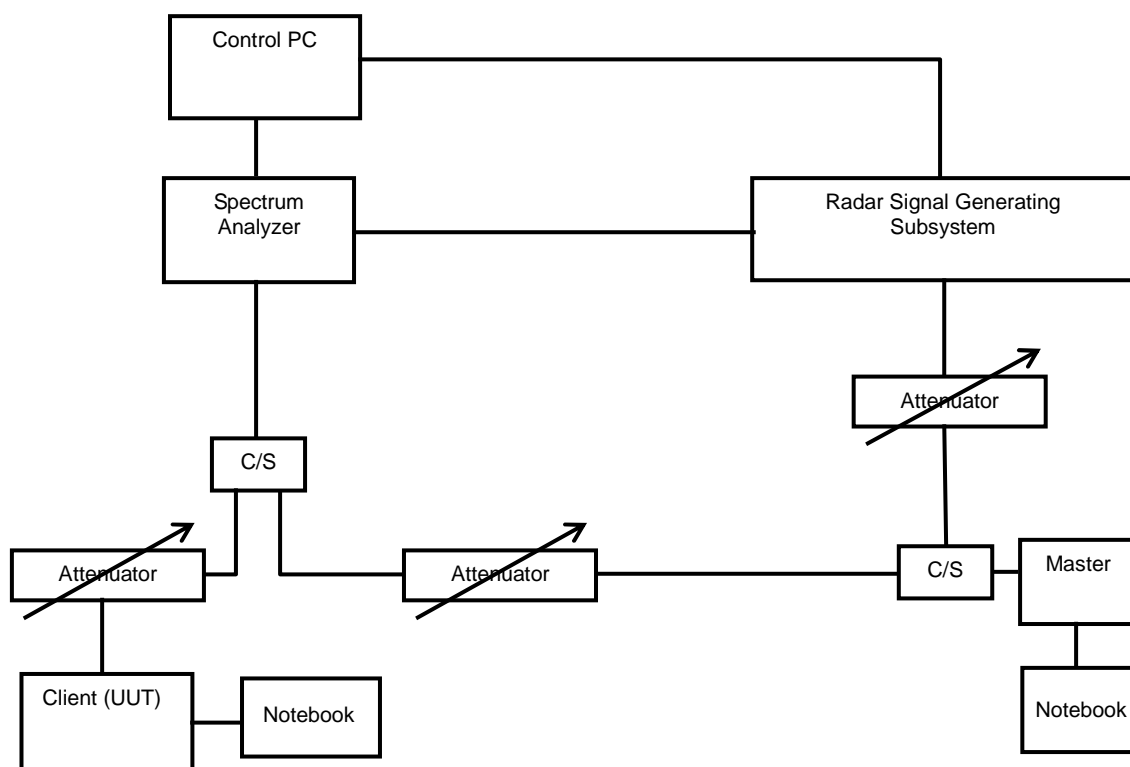 Control PC
Spectrum
Analyzer
Radar Signal Generating
Subsystem
Attenuator
C/S
Attenuator
Attenuator
C/S
Master
Client (UUT)
Notebook
Notebook